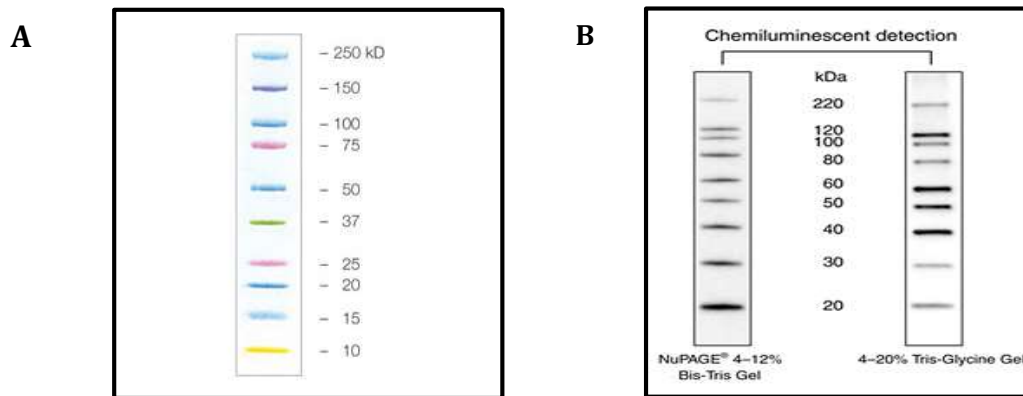 A
– 250 kD
– 150
– 100
– 75
– 50
– 37
– 25
– 20
– 15
– 10
B
Chemiluminescent detection
kDa
220
120
100
80
60
50
40
30
20
NuPAGE® 4–12%
Bis-Tris Gel
4–20% Tris-Glycine Gel